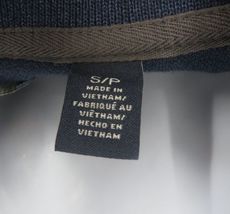 S/P
MADE IN
VIETNAM/
FABRIQUÉ AU
VIÊTNAM/
HECHO EN
VIETNAM